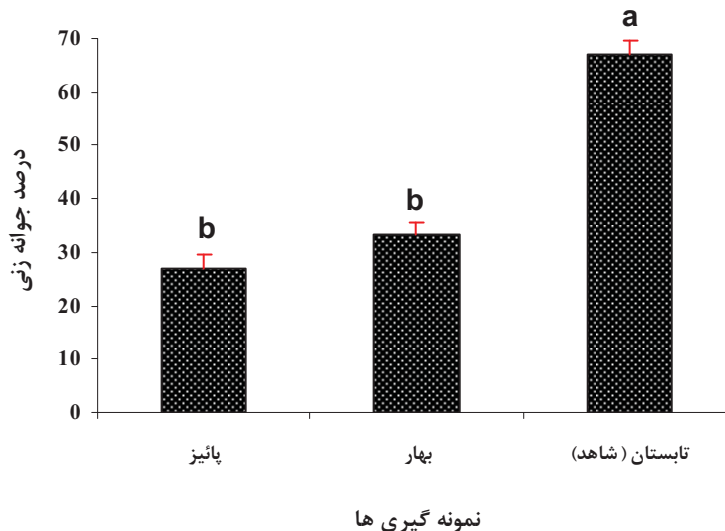 درصد جوانه زنی
70
60
50
40
30
20
10
0
b
b
a
پائیز
بهار
تابستان (شاهد)
نمونه گیری ها